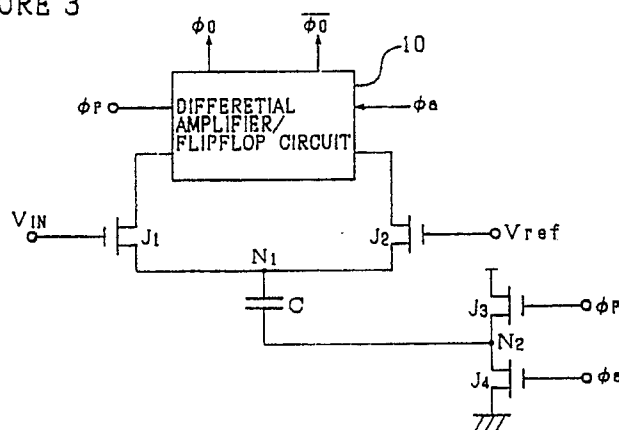 URE 3
φ0
φ0
10
φP
DIFFERETIAL
AMPLIFIER/
FLIPFLOP CIRCUIT
φa
VIN
J1
J2
Vref
N1
C
J3
φP
N2
J4
φa